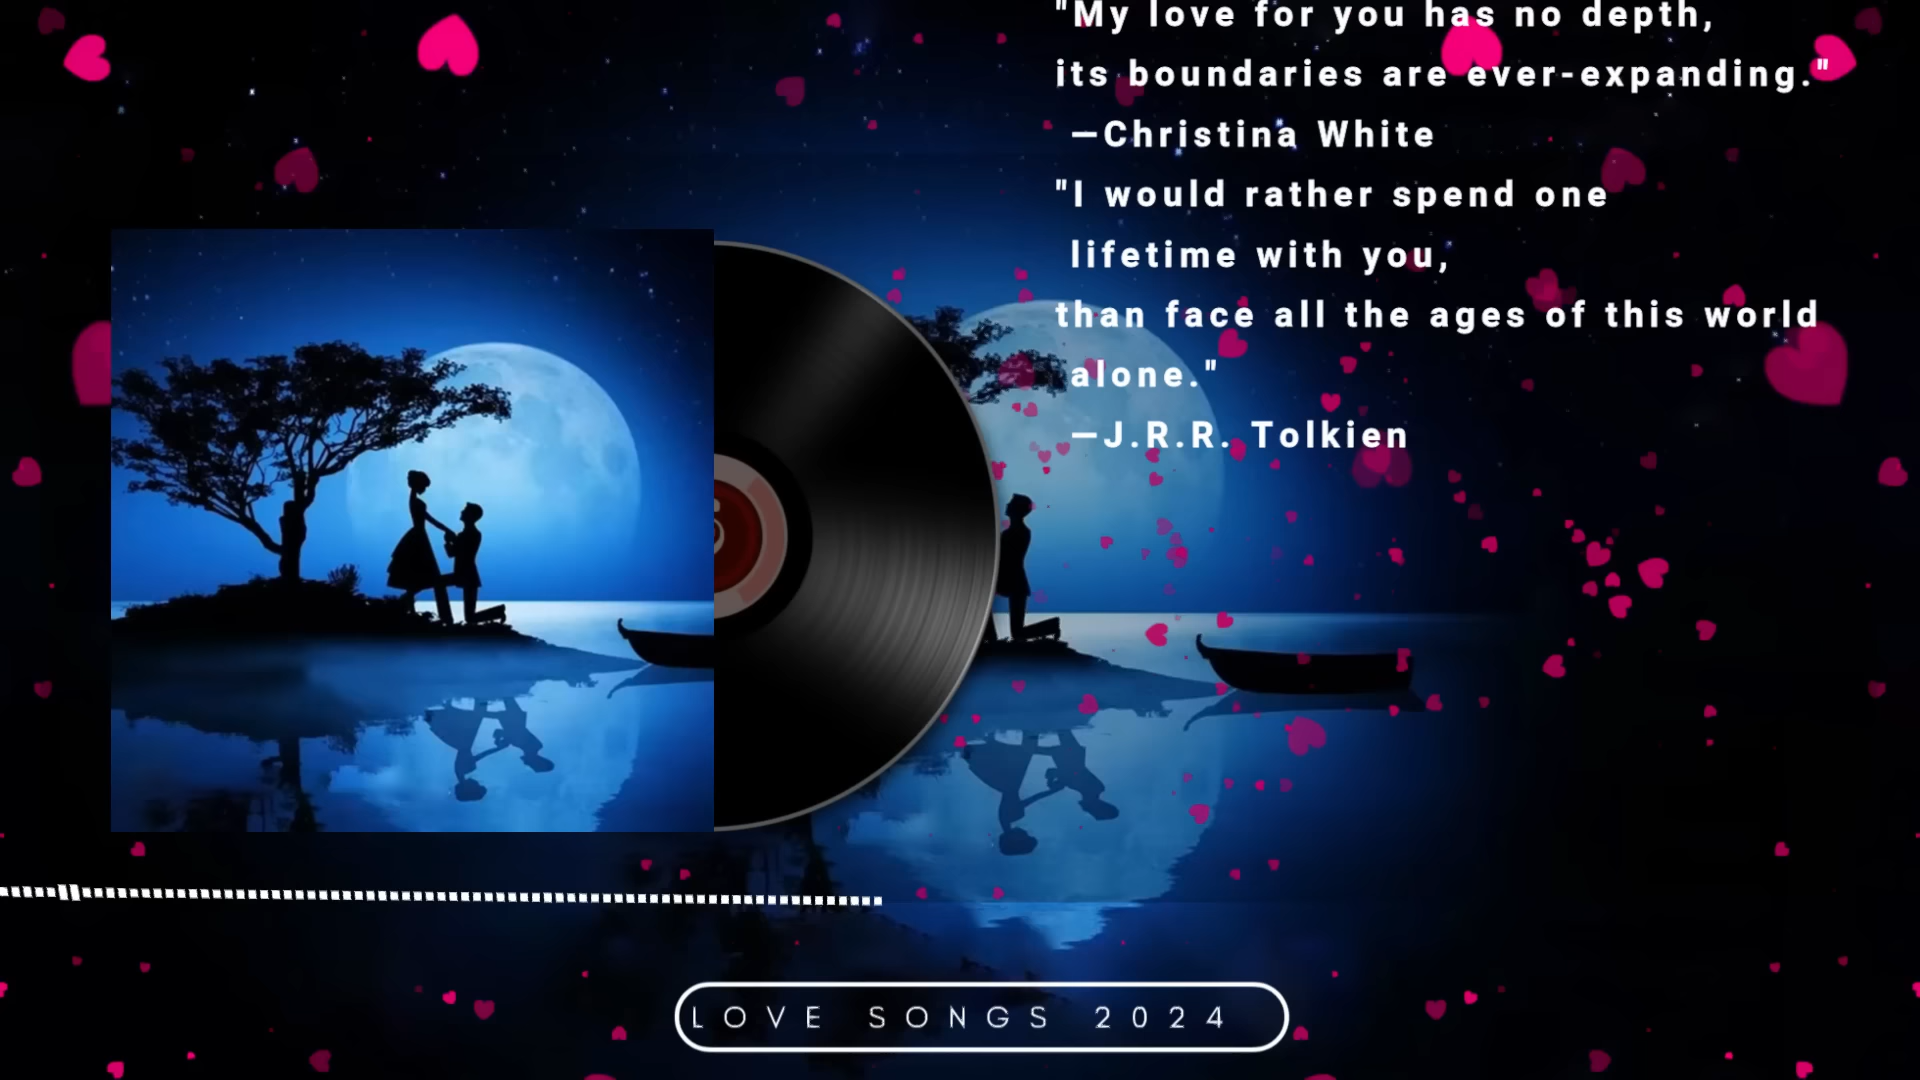 "My love for you has no depth,
its boundaries are ever-expanding."
—Christina White
"I would rather spend one
lifetime with you,
than face all the ages of this world
alone."
—J.R.R. Tolkien
LOVE SONGS 2024